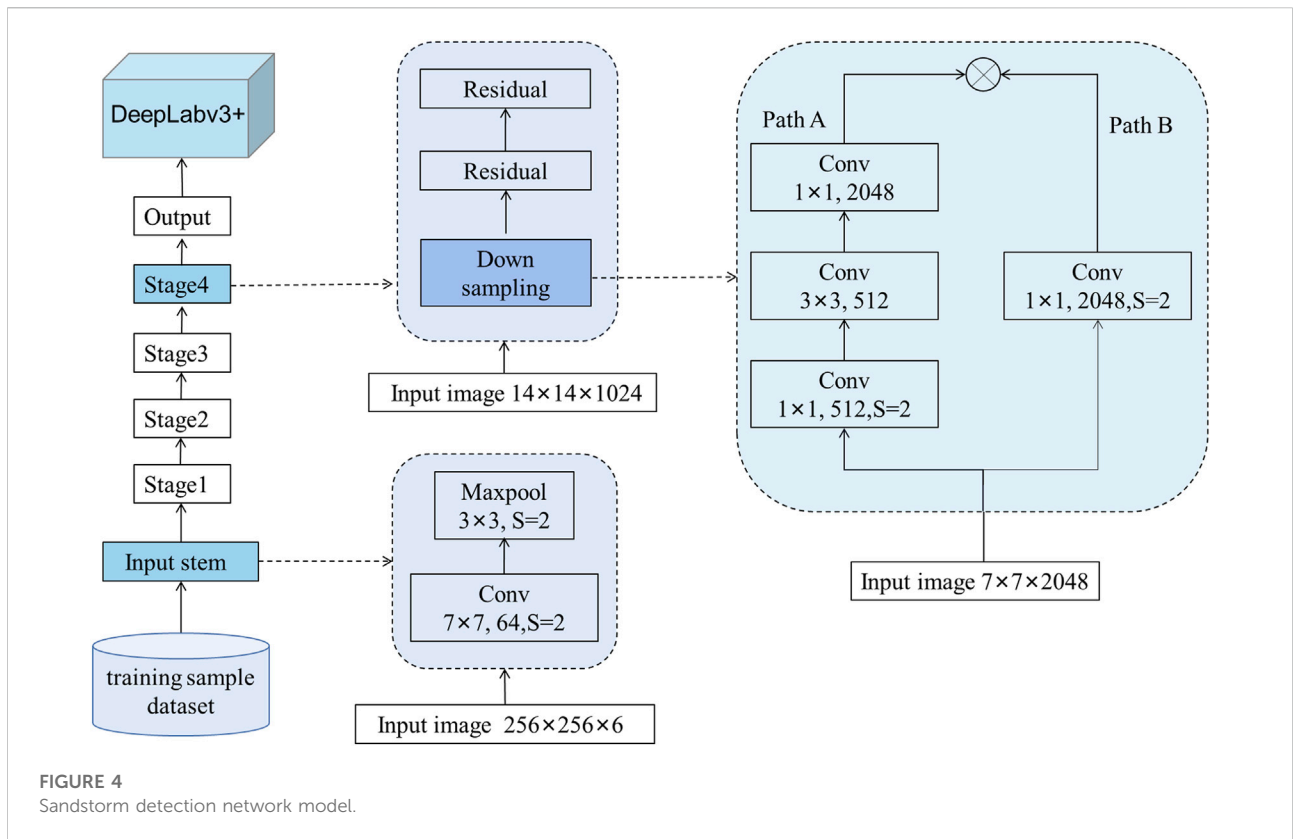 DeepLabv3+
Output
Stage4
Stage3
Stage2
Stage1
Input stem
training sample
dataset
Residual
Residual
Down
sampling
Input image 14×14×1024
Maxpool
3×3, S=2
Conv
7×7, 64,S=2
Input image 256×256×6
Path A
Path B
Conv
1×1, 2048
Conv
3×3, 512
Conv
1×1, 512,S=2
Conv
1×1, 2048,S=2
Input image 7×7×2048
FIGURE 4
Sandstorm detection network model.